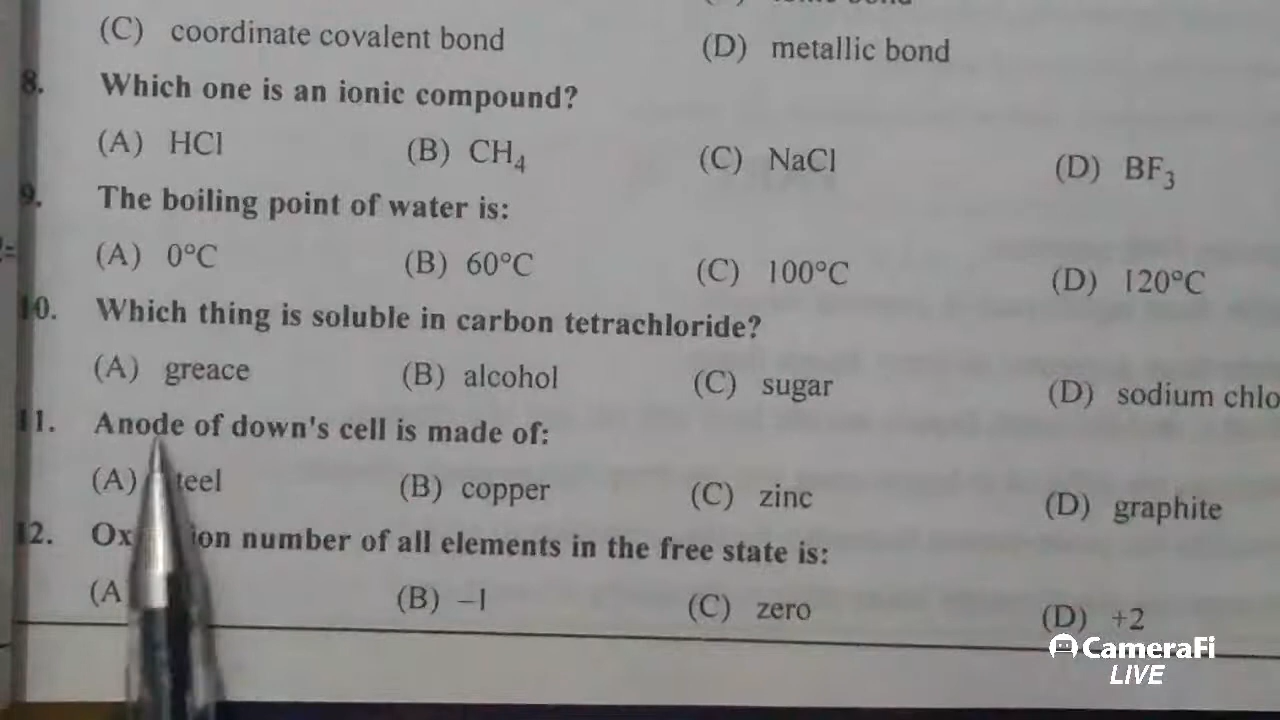 (C) coordinate covalent bond (D) metallic bond
8. Which one is an ionic compound?
(A) HCl (B) CH₄ (C) NaCl (D) BF₃
9. The boiling point of water is:
(A) 0°C (B) 60°C (C) 100°C (D) 120°C
10. Which thing is soluble in carbon tetrachloride?
(A) greace (B) alcohol (C) sugar (D) sodium chlo
11. Anode of down's cell is made of:
(A) teel (B) copper (C) zinc (D) graphite
12. Ox ion number of all elements in the free state is:
(A (B) –1 (C) zero (D) +2
CameraFi
LIVE